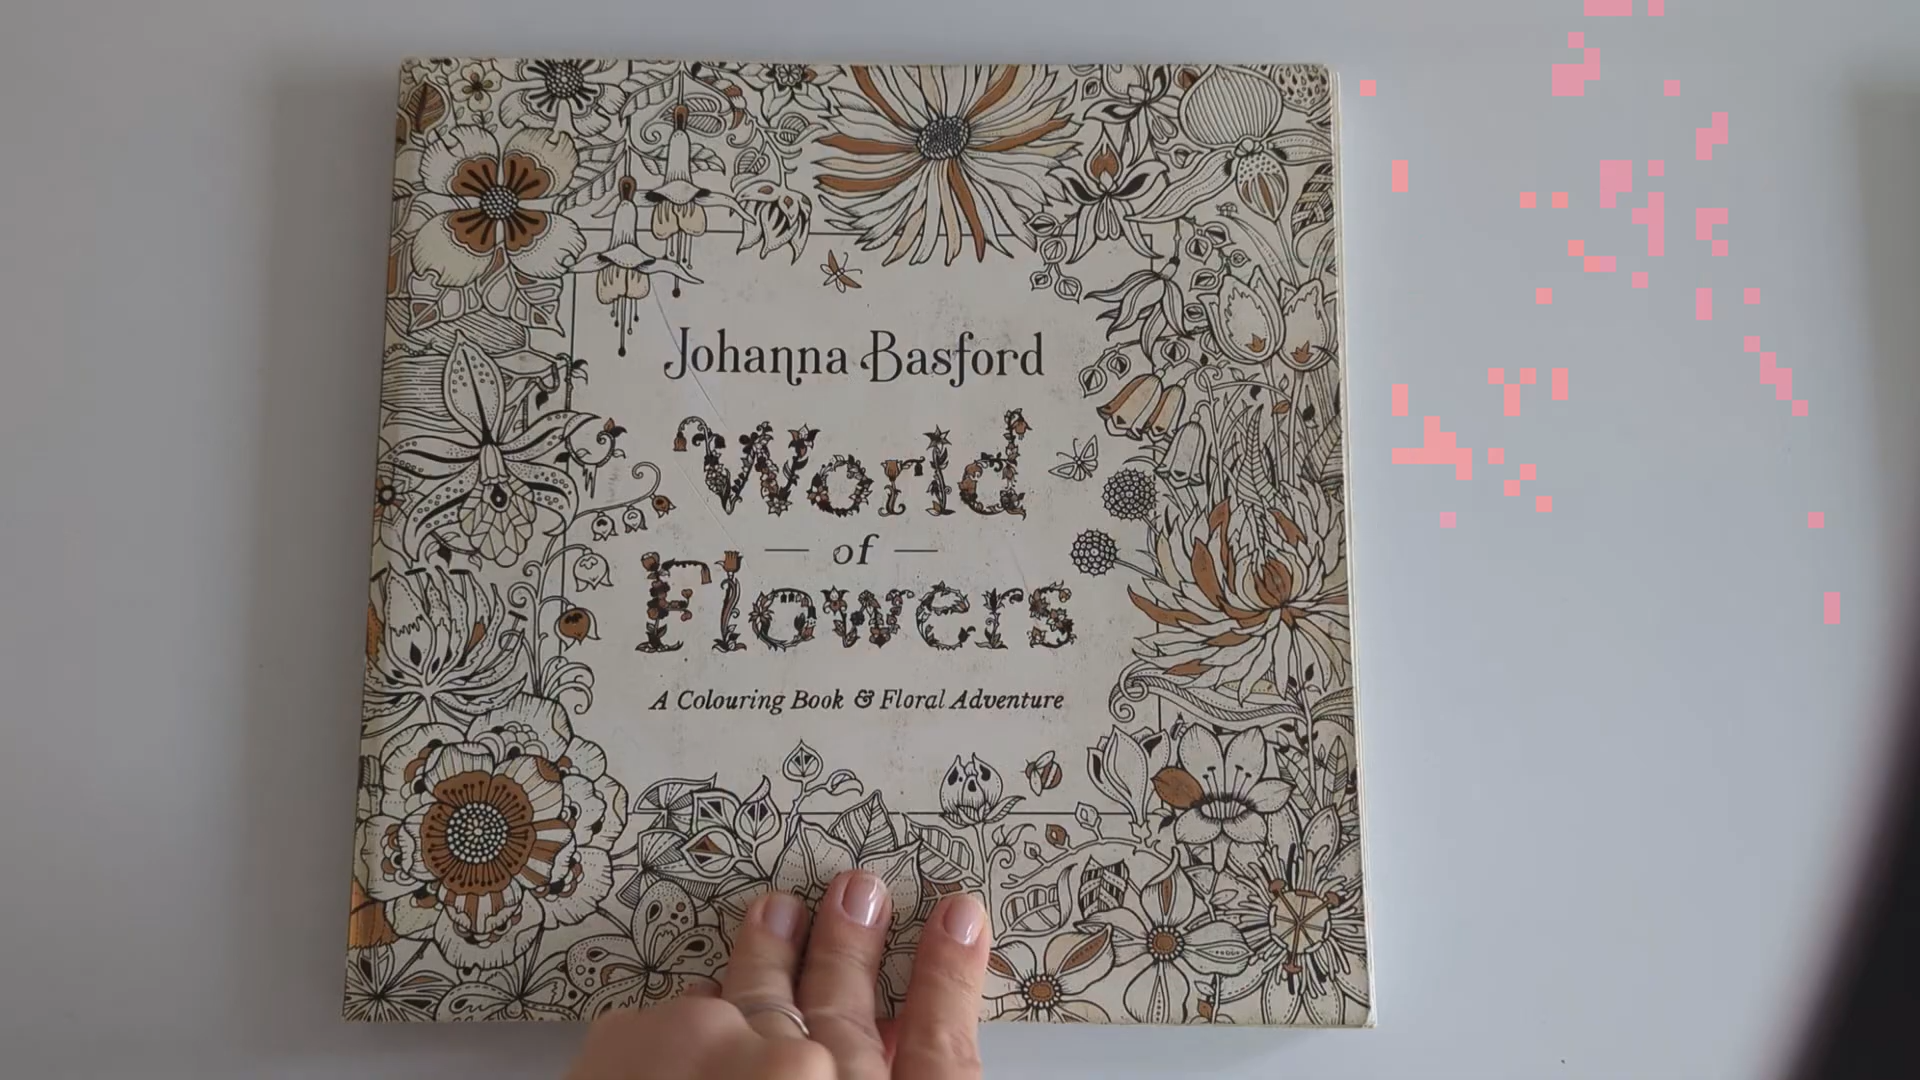 Johanna Basford
World
of
Flowers
A Colouring Book & Floral Adventure